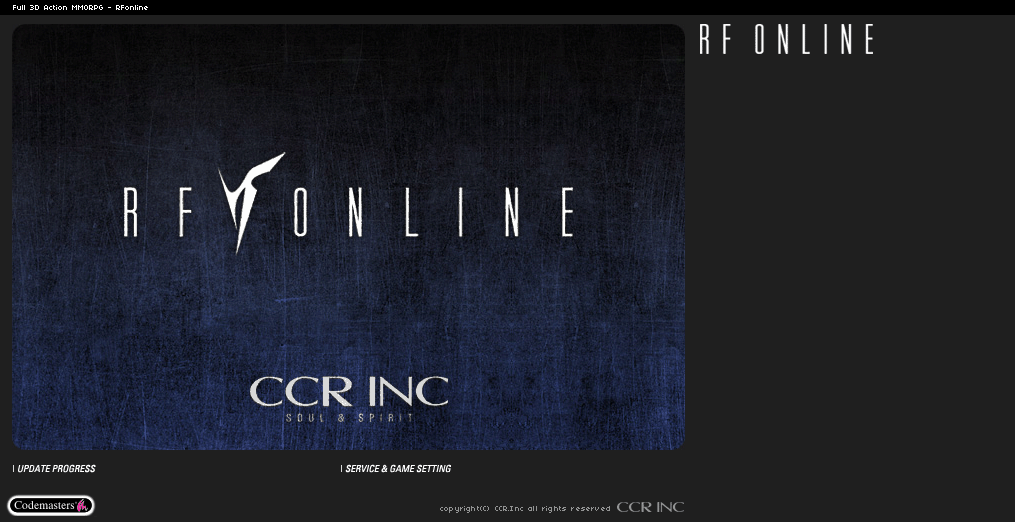 Full 3D Action MMORPG - RFonline
RF ONLINE
RF ONLINE
CCR INC
SOUL & SPIRIT
UPDATE PROGRESS
SERVICE & GAME SETTING
Codemasters
copyright(C) CCR.Inc all rights reserved CCR INC